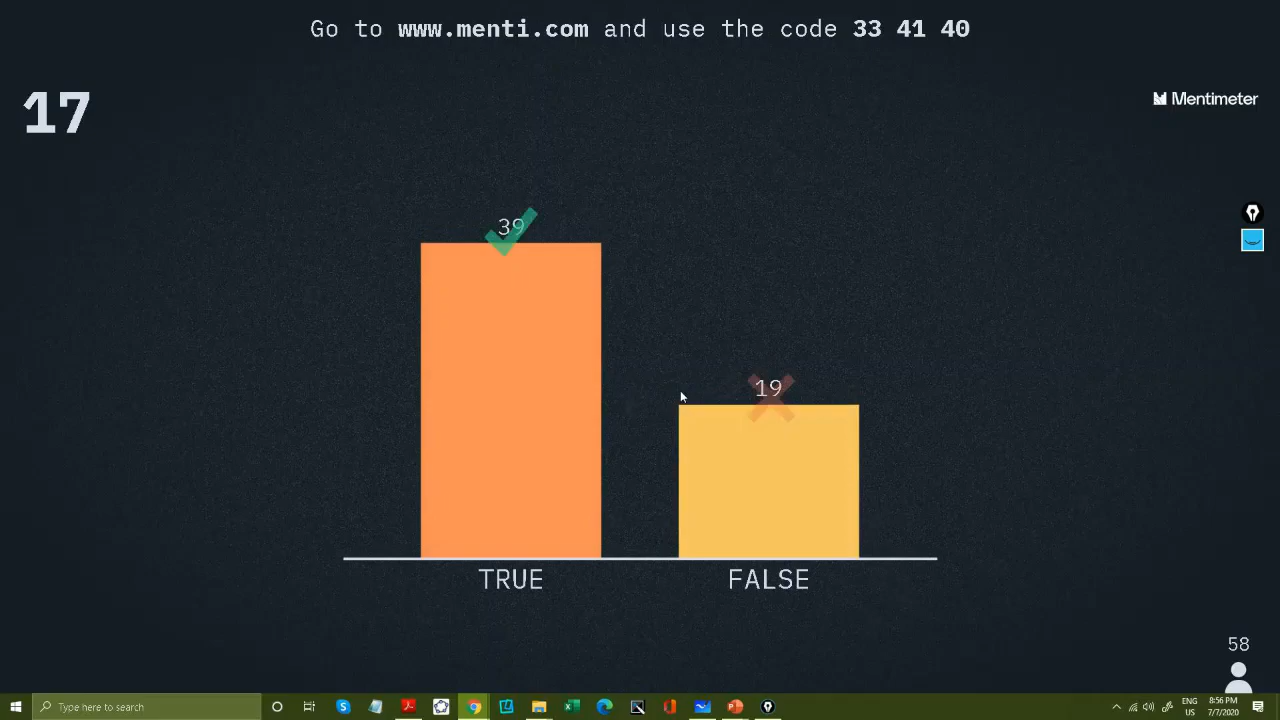 Go to www.menti.com and use the code 33 41 40
17
Mentimeter
39
19
TRUE
FALSE
58
Type here to search
ENG
US
8:56 PM
7/7/2020